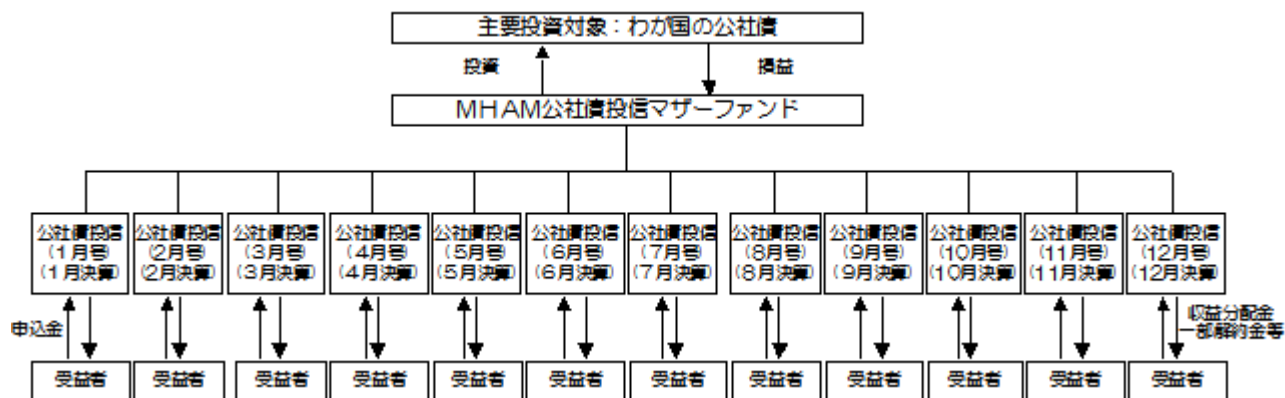 主要投資対象：わが国の公社債
投資
損益
MHAM公社債投信マザーファンド
公社債投信
(1月号)
(1月決算)
公社債投信
(2月号)
(2月決算)
公社債投信
(3月号)
(3月決算)
公社債投信
(4月号)
(4月決算)
公社債投信
(5月号)
(5月決算)
公社債投信
(6月号)
(6月決算)
公社債投信
(7月号)
(7月決算)
公社債投信
(8月号)
(8月決算)
公社債投信
(9月号)
(9月決算)
公社債投信
(10月号)
(10月決算)
公社債投信
(11月号)
(11月決算)
公社債投信
(12月号)
(12月決算)
申込金
収益分配金
一部解約金等
受益者
受益者
受益者
受益者
受益者
受益者
受益者
受益者
受益者
受益者
受益者
受益者